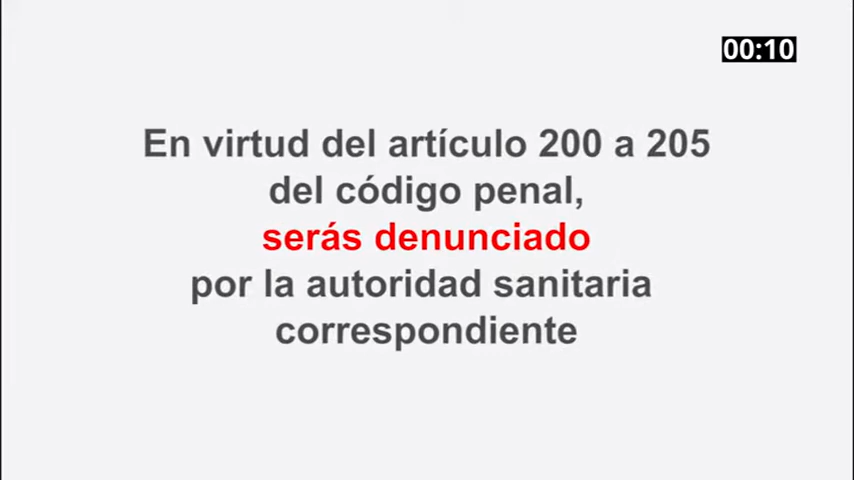 00:10
En virtud del artículo 200 a 205
del código penal,
serás denunciado
por la autoridad sanitaria
correspondiente